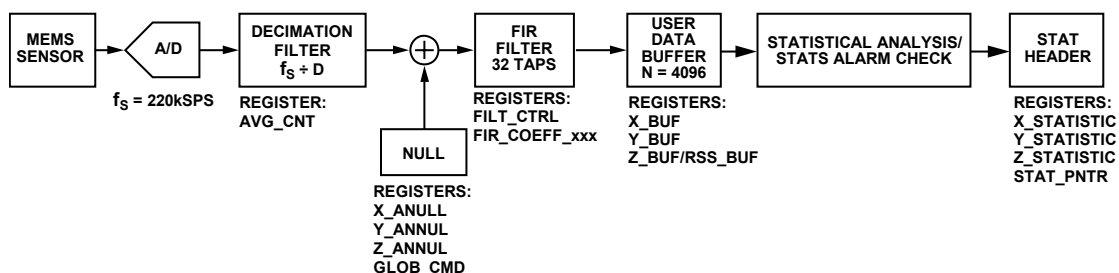 MEMS
SENSOR
A/D
fS = 220kSPS
DECIMATION
FILTER
fS ÷ D
REGISTER:
AVG_CNT
+
NULL
REGISTERS:
X_ANULL
Y_ANNUL
Z_ANNUL
GLOB_CMD
FIR
FILTER
32 TAPS
REGISTERS:
FILT_CTRL
FIR_COEFF_xxx
USER
DATA
BUFFER
N = 4096
REGISTERS:
X_BUF
Y_BUF
Z_BUF/RSS_BUF
STATISTICAL ANALYSIS/
STATS ALARM CHECK
STAT
HEADER
REGISTERS:
X_STATISTIC
Y_STATISTIC
Z_STATISTIC
STAT_PNTR